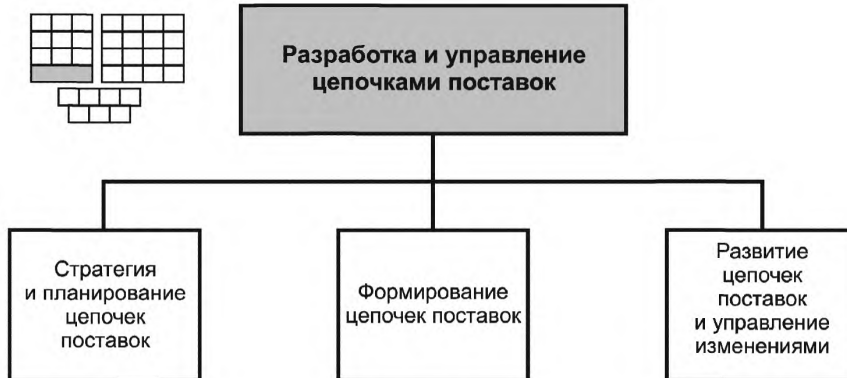 Разработка и управление
цепочками поставок
Стратегия
и планирование
цепочек
поставок
Формирование
цепочек поставок
Развитие
цепочек
поставок
и управление
изменениями